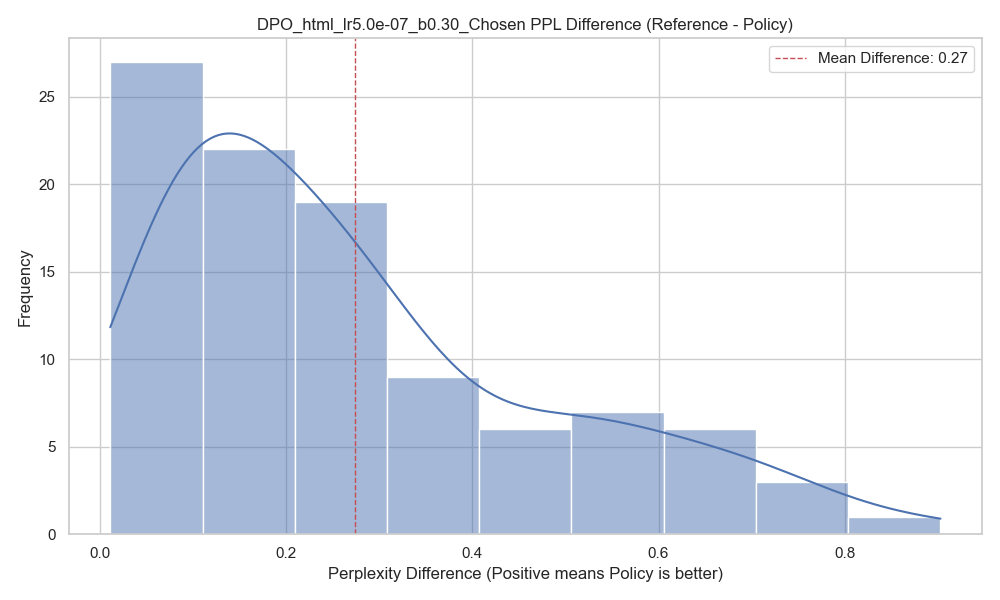 DPO_html_lr5.0e-07_b0.30_Chosen PPL Difference (Reference - Policy)
Mean Difference: 0.27
Frequency
25
20
15
10
5
0
0.0
0.2
0.4
0.6
0.8
Perplexity Difference (Positive means Policy is better)